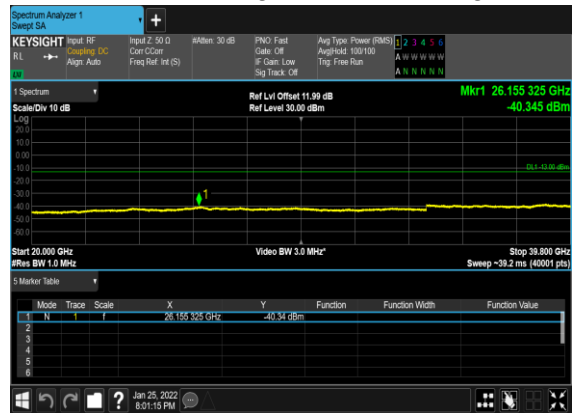 Spectrum Analyzer 1
Swept SA
+
KEYSIGHT Input: RF Input Z: 50 Ω #Atten: 30 dB PNO: Fast Avg Type: Power (RMS) 1 2 3 4 5 6
RL Coupling: DC Corr CCorr Gate: Off Avg|Hold: 100/100 A W W W W W
Align: Auto Freq Ref: Int (S) IF Gain: Low Trig: Free Run
LW Sig Track: Off A N N N N N
1 Spectrum Ref Lvl Offset 11.99 dB Mkr1 26.155 325 GHz
Scale/Div 10 dB Ref Level 30.00 dBm -40.345 dBm
Log
20.0
10.0
0.00
-10.0 DL1 -13.00 dBm
-20.0
-30.0 1
-40.0
-50.0
-60.0
Start 20.000 GHz Video BW 3.0 MHz* Stop 39.800 GHz
#Res BW 1.0 MHz Sweep ~39.2 ms (40001 pts)
5 Marker Table
Mode Trace Scale X Y Function Function Width Function Value
1 N 1 f 26.155 325 GHz -40.34 dBm
2
3
4
5
6
? Jan 25, 2022
8:01:15 PM